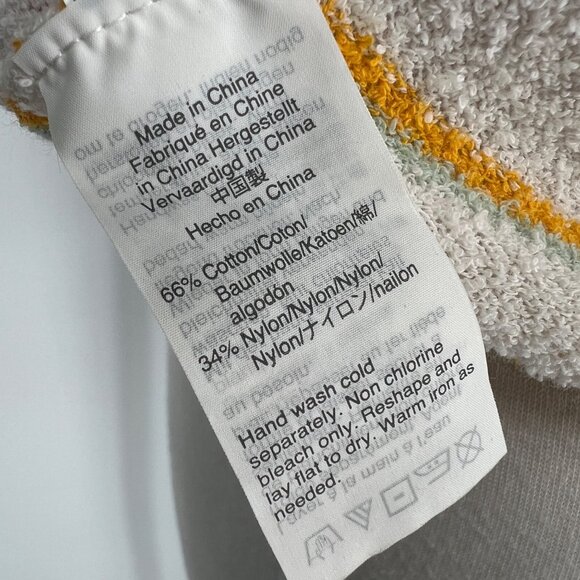 Made in China
Fabriqué en Chine
in China Hergestellt
Vervaardigd in China
中国製
Hecho en China
66% Cotton/Coton/
Baumwolle/Katoen/綿/
algodón
34% Nylon/Nylon/Nylon/
Nylon/ナイロン/nailon
Hand wash cold
separately. Non chlorine
bleach only. Reshape and
lay flat to dry. Warm iron as
needed.